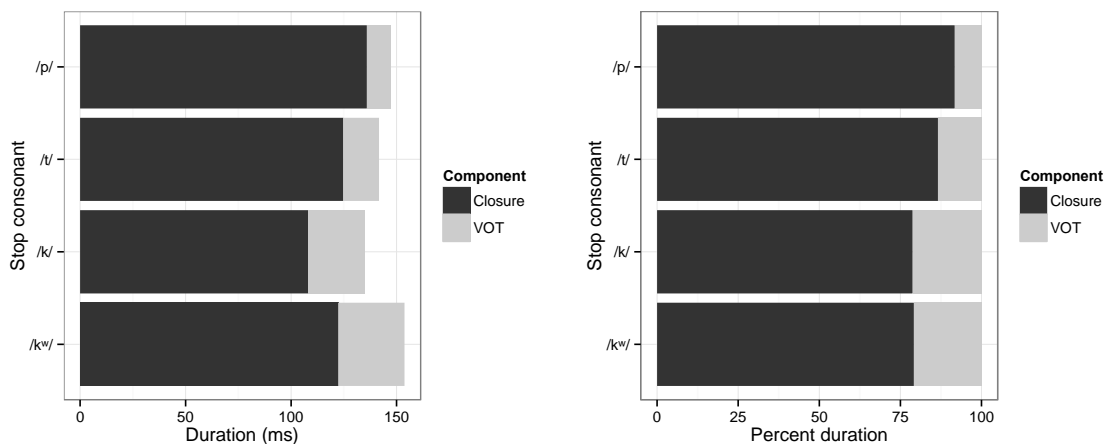 Stop consonant
/p/
/t/
/k/
/kʷ/
0
50
100
150
Duration (ms)
Component
Closure
VOT
Stop consonant
/p/
/t/
/k/
/kʷ/
0
25
50
75
100
Percent duration
Component
Closure
VOT